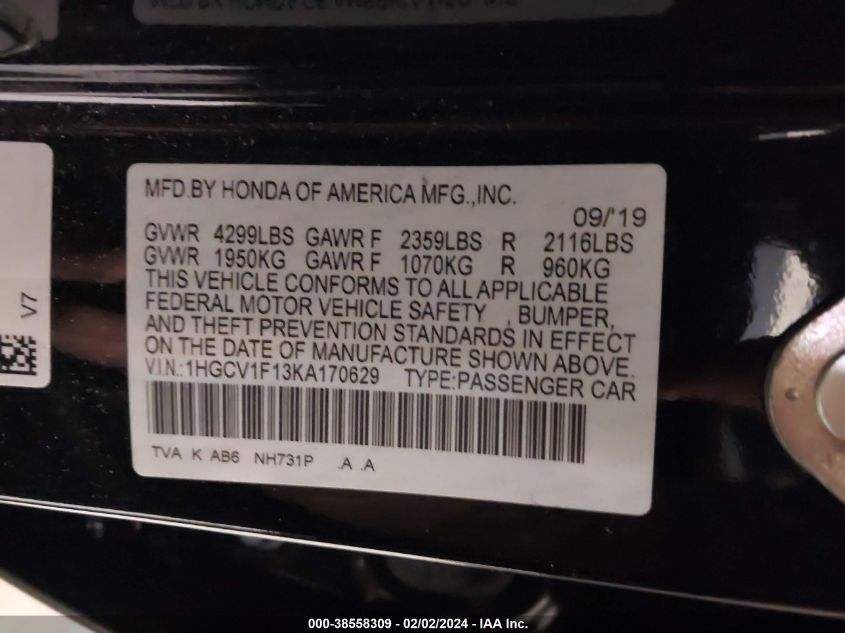 MFD.BY HONDA OF AMERICA MFG.,INC.
09/'19
GVWR 4299LBS GAWR F 2359LBS R 2116LBS
GVWR 1950KG GAWR F 1070KG R 960KG
THIS VEHICLE CONFORMS TO ALL APPLICABLE
FEDERAL MOTOR VEHICLE SAFETY , BUMPER,
AND THEFT PREVENTION STANDARDS IN EFFECT
ON THE DATE OF MANUFACTURE SHOWN ABOVE.
V.I.N.:1HGCV1F13KA170629 TYPE:PASSENGER CAR
TVA K AB6 NH731P .A .A
V7
000-38558309 - 02/02/2024 - IAA Inc.